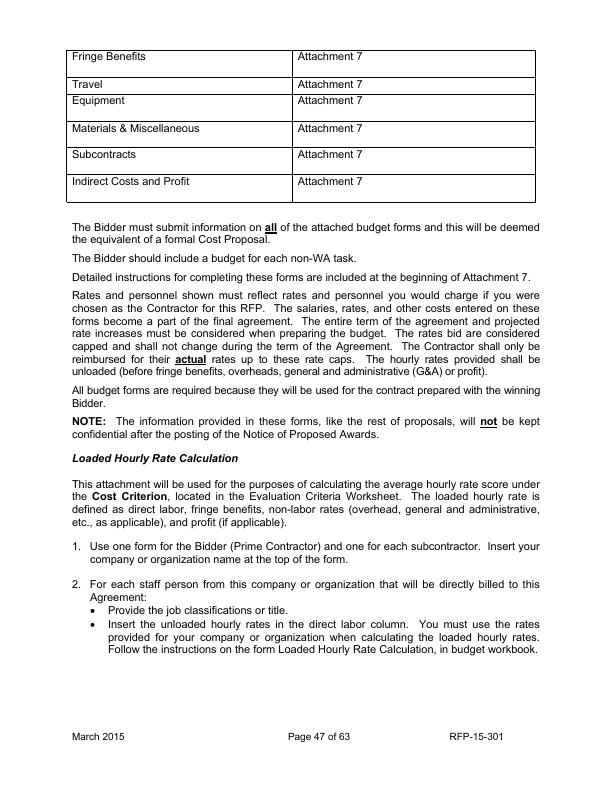 Fringe Benefits Attachment 7
Travel Attachment 7
Equipment Attachment 7
Materials & Miscellaneous Attachment 7
Subcontracts Attachment 7
Indirect Costs and Profit Attachment 7
The Bidder must submit information on all of the attached budget forms and this will be deemed
the equivalent of a formal Cost Proposal.
The Bidder should include a budget for each non-WA task.
Detailed instructions for completing these forms are included at the beginning of Attachment 7.
Rates and personnel shown must reflect rates and personnel you would charge if you were
chosen as the Contractor for this RFP. The salaries, rates, and other costs entered on these
forms become a part of the final agreement. The entire term of the agreement and projected
rate increases must be considered when preparing the budget. The rates bid are considered
capped and shall not change during the term of the Agreement. The Contractor shall only be
reimbursed for their actual rates up to these rate caps. The hourly rates provided shall be
unloaded (before fringe benefits, overheads, general and administrative (G&A) or profit).
All budget forms are required because they will be used for the contract prepared with the winning
Bidder.
NOTE: The information provided in these forms, like the rest of proposals, will not be kept
confidential after the posting of the Notice of Proposed Awards.
Loaded Hourly Rate Calculation
This attachment will be used for the purposes of calculating the average hourly rate score under
the Cost Criterion, located in the Evaluation Criteria Worksheet. The loaded hourly rate is
defined as direct labor, fringe benefits, non-labor rates (overhead, general and administrative,
etc., as applicable), and profit (if applicable).
1. Use one form for the Bidder (Prime Contractor) and one for each subcontractor. Insert your
company or organization name at the top of the form.
2. For each staff person from this company or organization that will be directly billed to this
Agreement:
• Provide the job classifications or title.
• Insert the unloaded hourly rates in the direct labor column. You must use the rates
provided for your company or organization when calculating the loaded hourly rates.
Follow the instructions on the form Loaded Hourly Rate Calculation, in budget workbook.
March 2015 Page 47 of 63 RFP-15-301